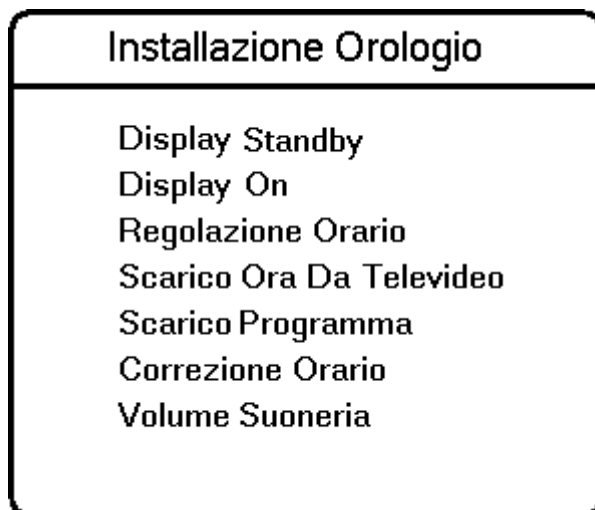 Installazione Orologio
Display Standby
Display On
Regolazione Orario
Scarico Ora Da Televideo
Scarico Programma
Correzione Orario
Volume Suoneria